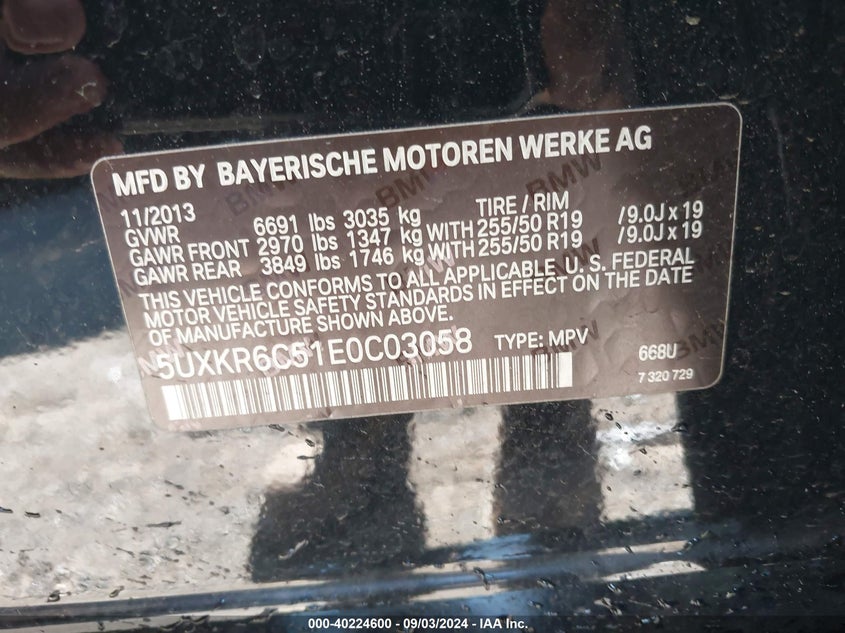 MFD BY BAYERISCHE MOTOREN WERKE AG
11/2013 TIRE / RIM
GVWR 6691 lbs 3035 kg
GAWR FRONT 2970 lbs 1347 kg WITH 255/50 R19 /9.0J x 19
GAWR REAR 3849 lbs 1746 kg WITH 255/50 R19 /9.0J x 19
THIS VEHICLE CONFORMS TO ALL APPLICABLE U. S. FEDERAL
MOTOR VEHICLE SAFETY STANDARDS IN EFFECT ON THE DATE
OF MANUFACTURE SHOWN ABOVE.
5UXKR6C51E0C03058 TYPE: MPV 668U
7 320 729
000-40224600 - 09/03/2024 - IAA Inc.